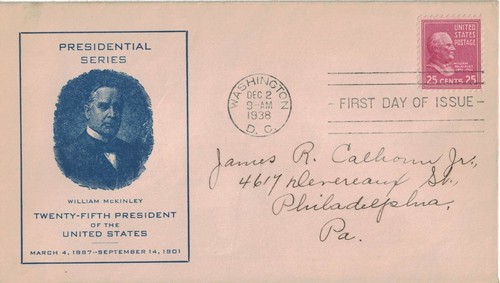 PRESIDENTIAL
SERIES
WILLIAM McKINLEY
TWENTY-FIFTH PRESIDENT
OF THE
UNITED STATES
MARCH 4, 1897-SEPTEMBER 14, 1901
WASHINGTON
DEC 2
9-AM
1938
D. C.
FIRST DAY OF ISSUE
UNITED
STATES
POSTAGE
WILLIAM
McKINLEY
25 CENTS 25
James R. Calhoun Jr.,
4617 Devereaux St.,
Philadelphia,
Pa.